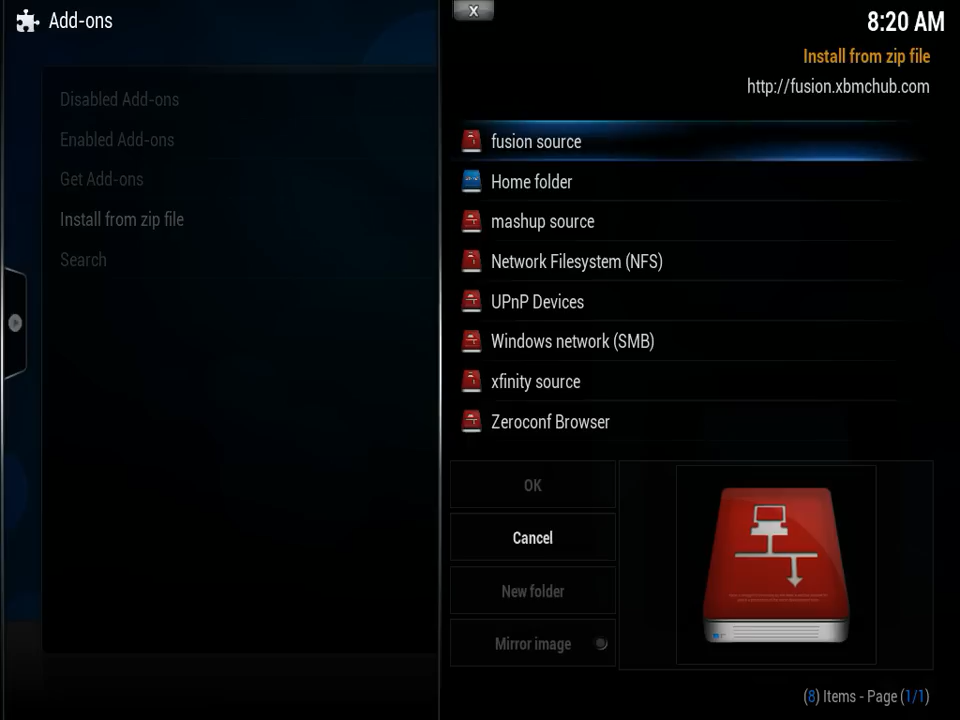 Add-ons
Disabled Add-ons
Enabled Add-ons
Get Add-ons
Install from zip file
Search
X
8:20 AM
Install from zip file
http://fusion.xbmchub.com
fusion source
Home folder
mashup source
Network Filesystem (NFS)
UPnP Devices
Windows network (SMB)
xfinity source
Zeroconf Browser
OK
Cancel
New folder
Mirror image
(8) Items - Page (1/1)